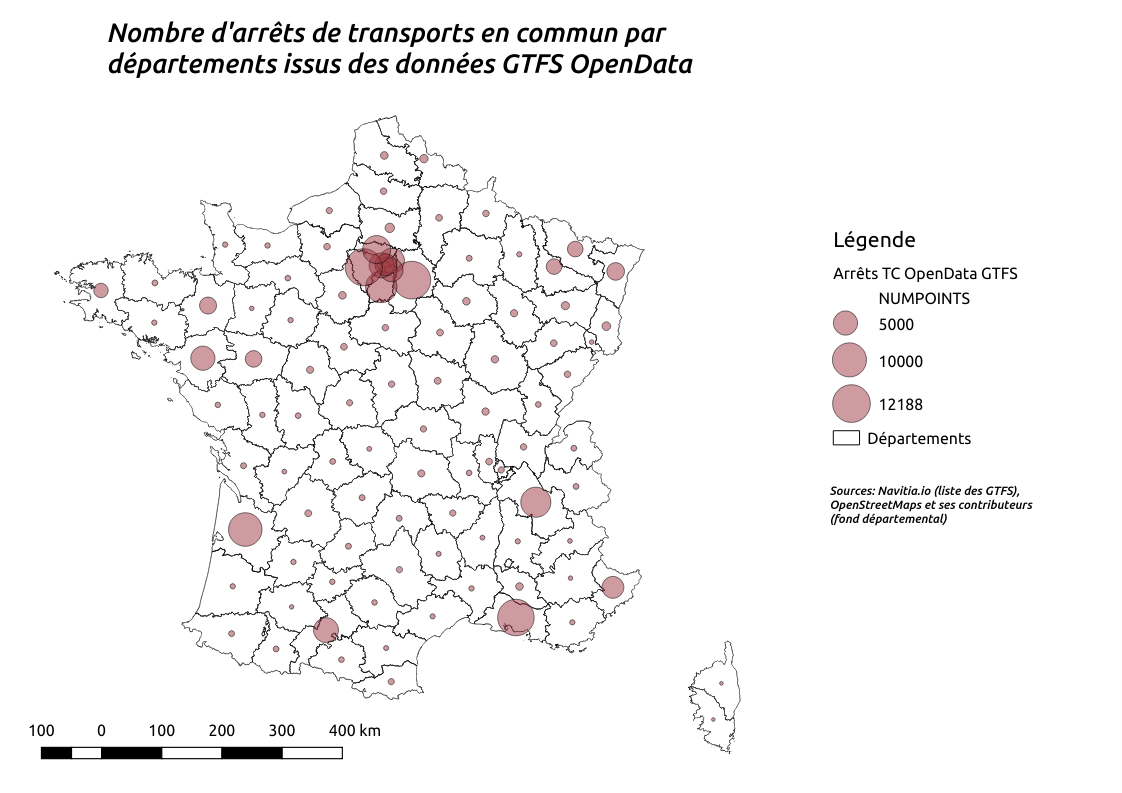 Nombre d'arrêts de transports en commun par
départements issus des données GTFS OpenData
Légende
Arrêts TC OpenData GTFS
NUMPOINTS
5000
10000
12188
Départements
Sources: Navitia.io (liste des GTFS),
OpenStreetMaps et ses contributeurs
(fond départemental)
100 0 100 200 300 400 km